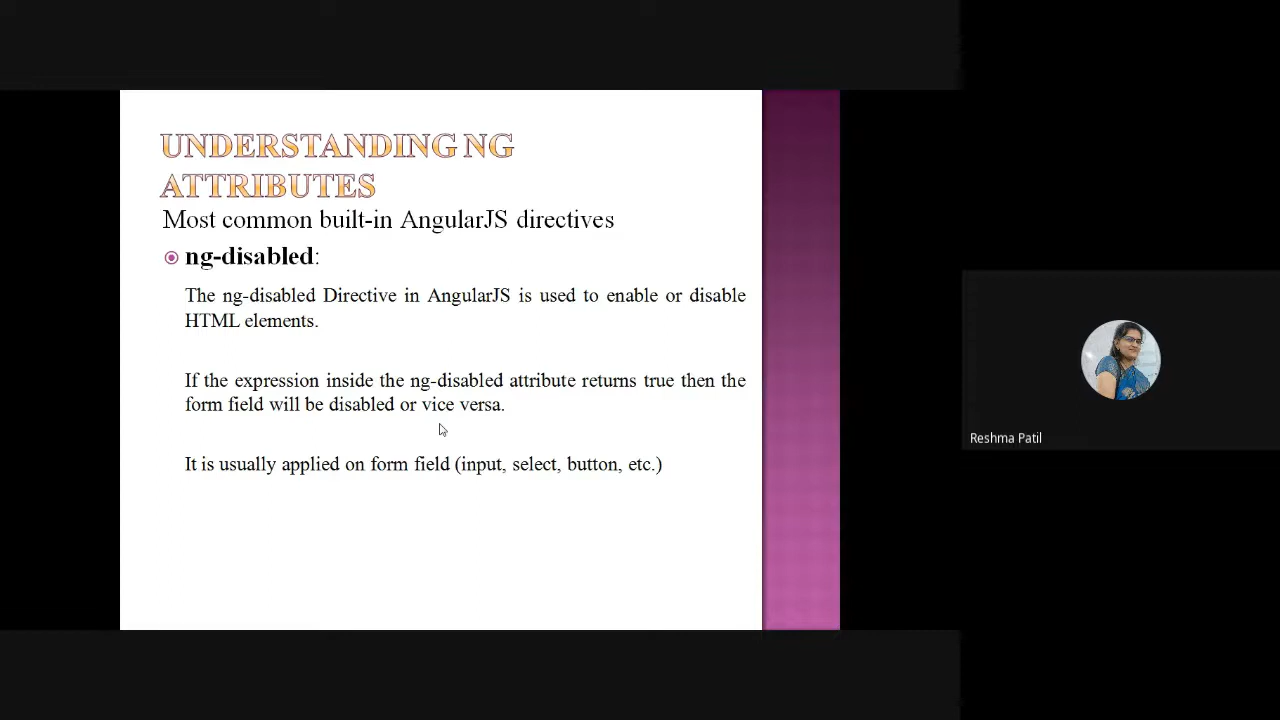 UNDERSTANDING NG
ATTRIBUTES
Most common built-in AngularJS directives
ng-disabled:
The ng-disabled Directive in AngularJS is used to enable or disable
HTML elements.
If the expression inside the ng-disabled attribute returns true then the
form field will be disabled or vice versa.
It is usually applied on form field (input, select, button, etc.)
Reshma Patil